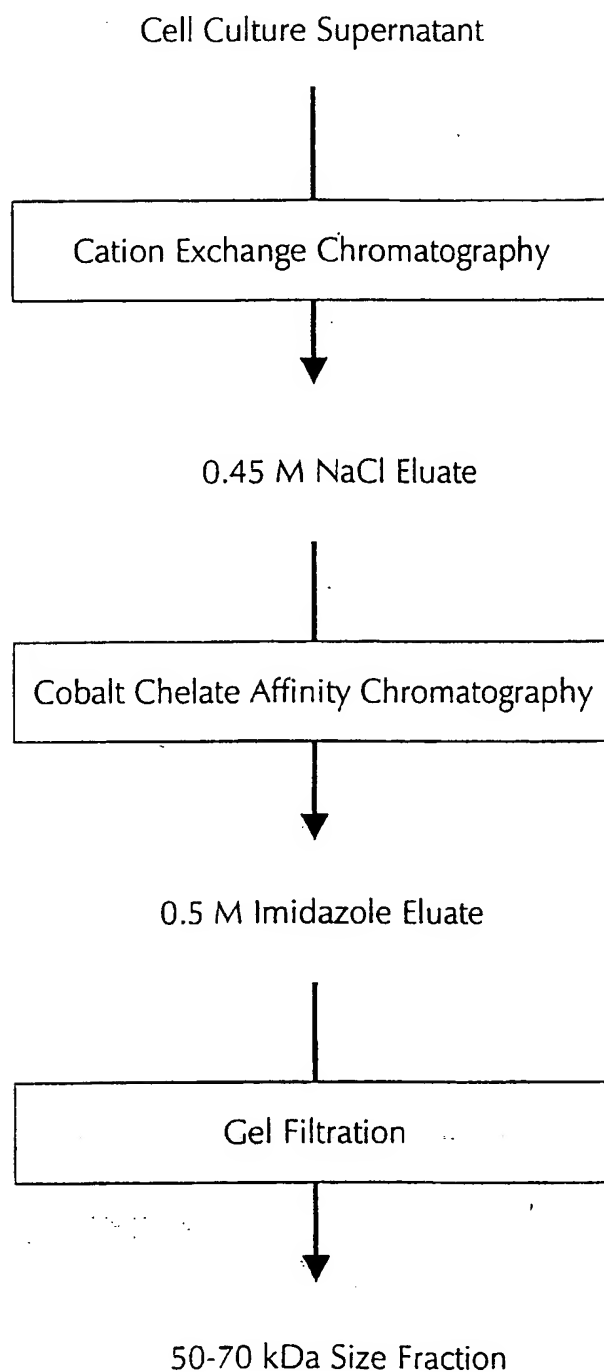 Cell Culture Supernatant
Cation Exchange Chromatography
0.45 M NaCl Eluate
Cobalt Chelate Affinity Chromatography
0.5 M Imidazole Eluate
Gel Filtration
50-70 kDa Size Fraction